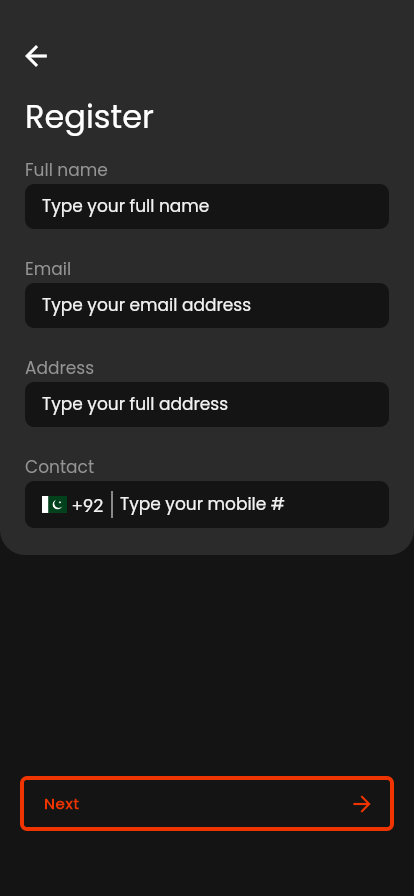 Register
Full name
Type your full name
Email
Type your email address
Address
Type your full address
Contact
+92 Type your mobile #
Next